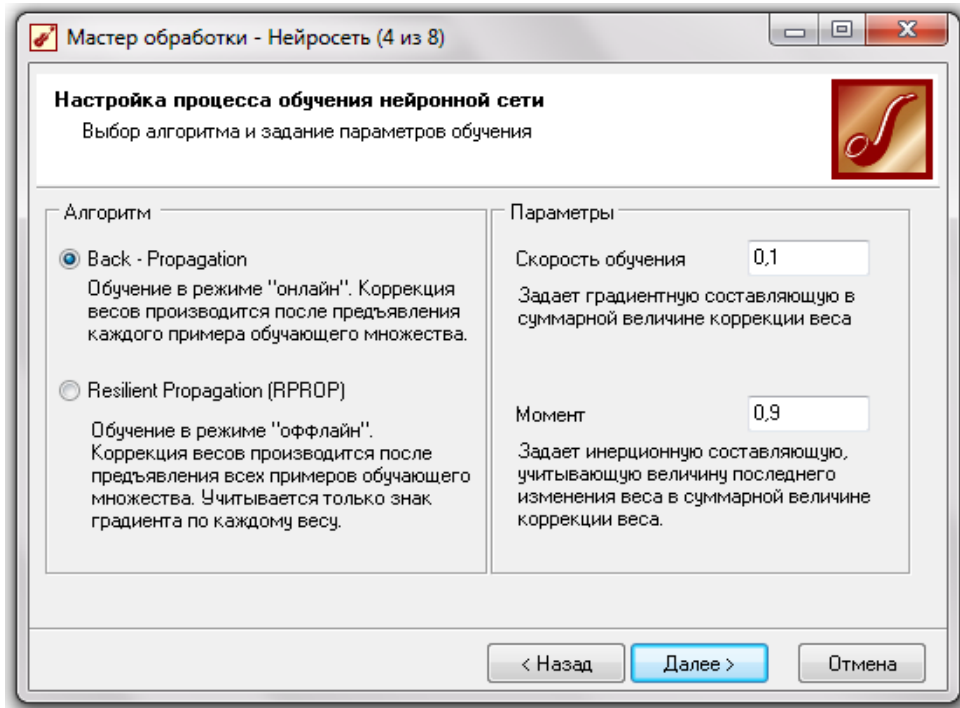 Мастер обработки - Нейросеть (4 из 8)
Настройка процесса обучения нейронной сети
Выбор алгоритма и задание параметров обучения
Алгоритм
Back - Propagation
Обучение в режиме "онлайн". Коррекция
весов производится после предъявления
каждого примера обучающего множества.
Resilient Propagation (RPROP)
Обучение в режиме "оффлайн".
Коррекция весов производится после
предъявления всех примеров обучающего
множества. Учитывается только знак
градиента по каждому весу.
Параметры
Скорость обучения 0,1
Задает градиентную составляющую в
суммарной величине коррекции веса
Момент 0,9
Задает инерционную составляющую,
учитывающую величину последнего
изменения веса в суммарной величине
коррекции веса.
< Назад Далее > Отмена